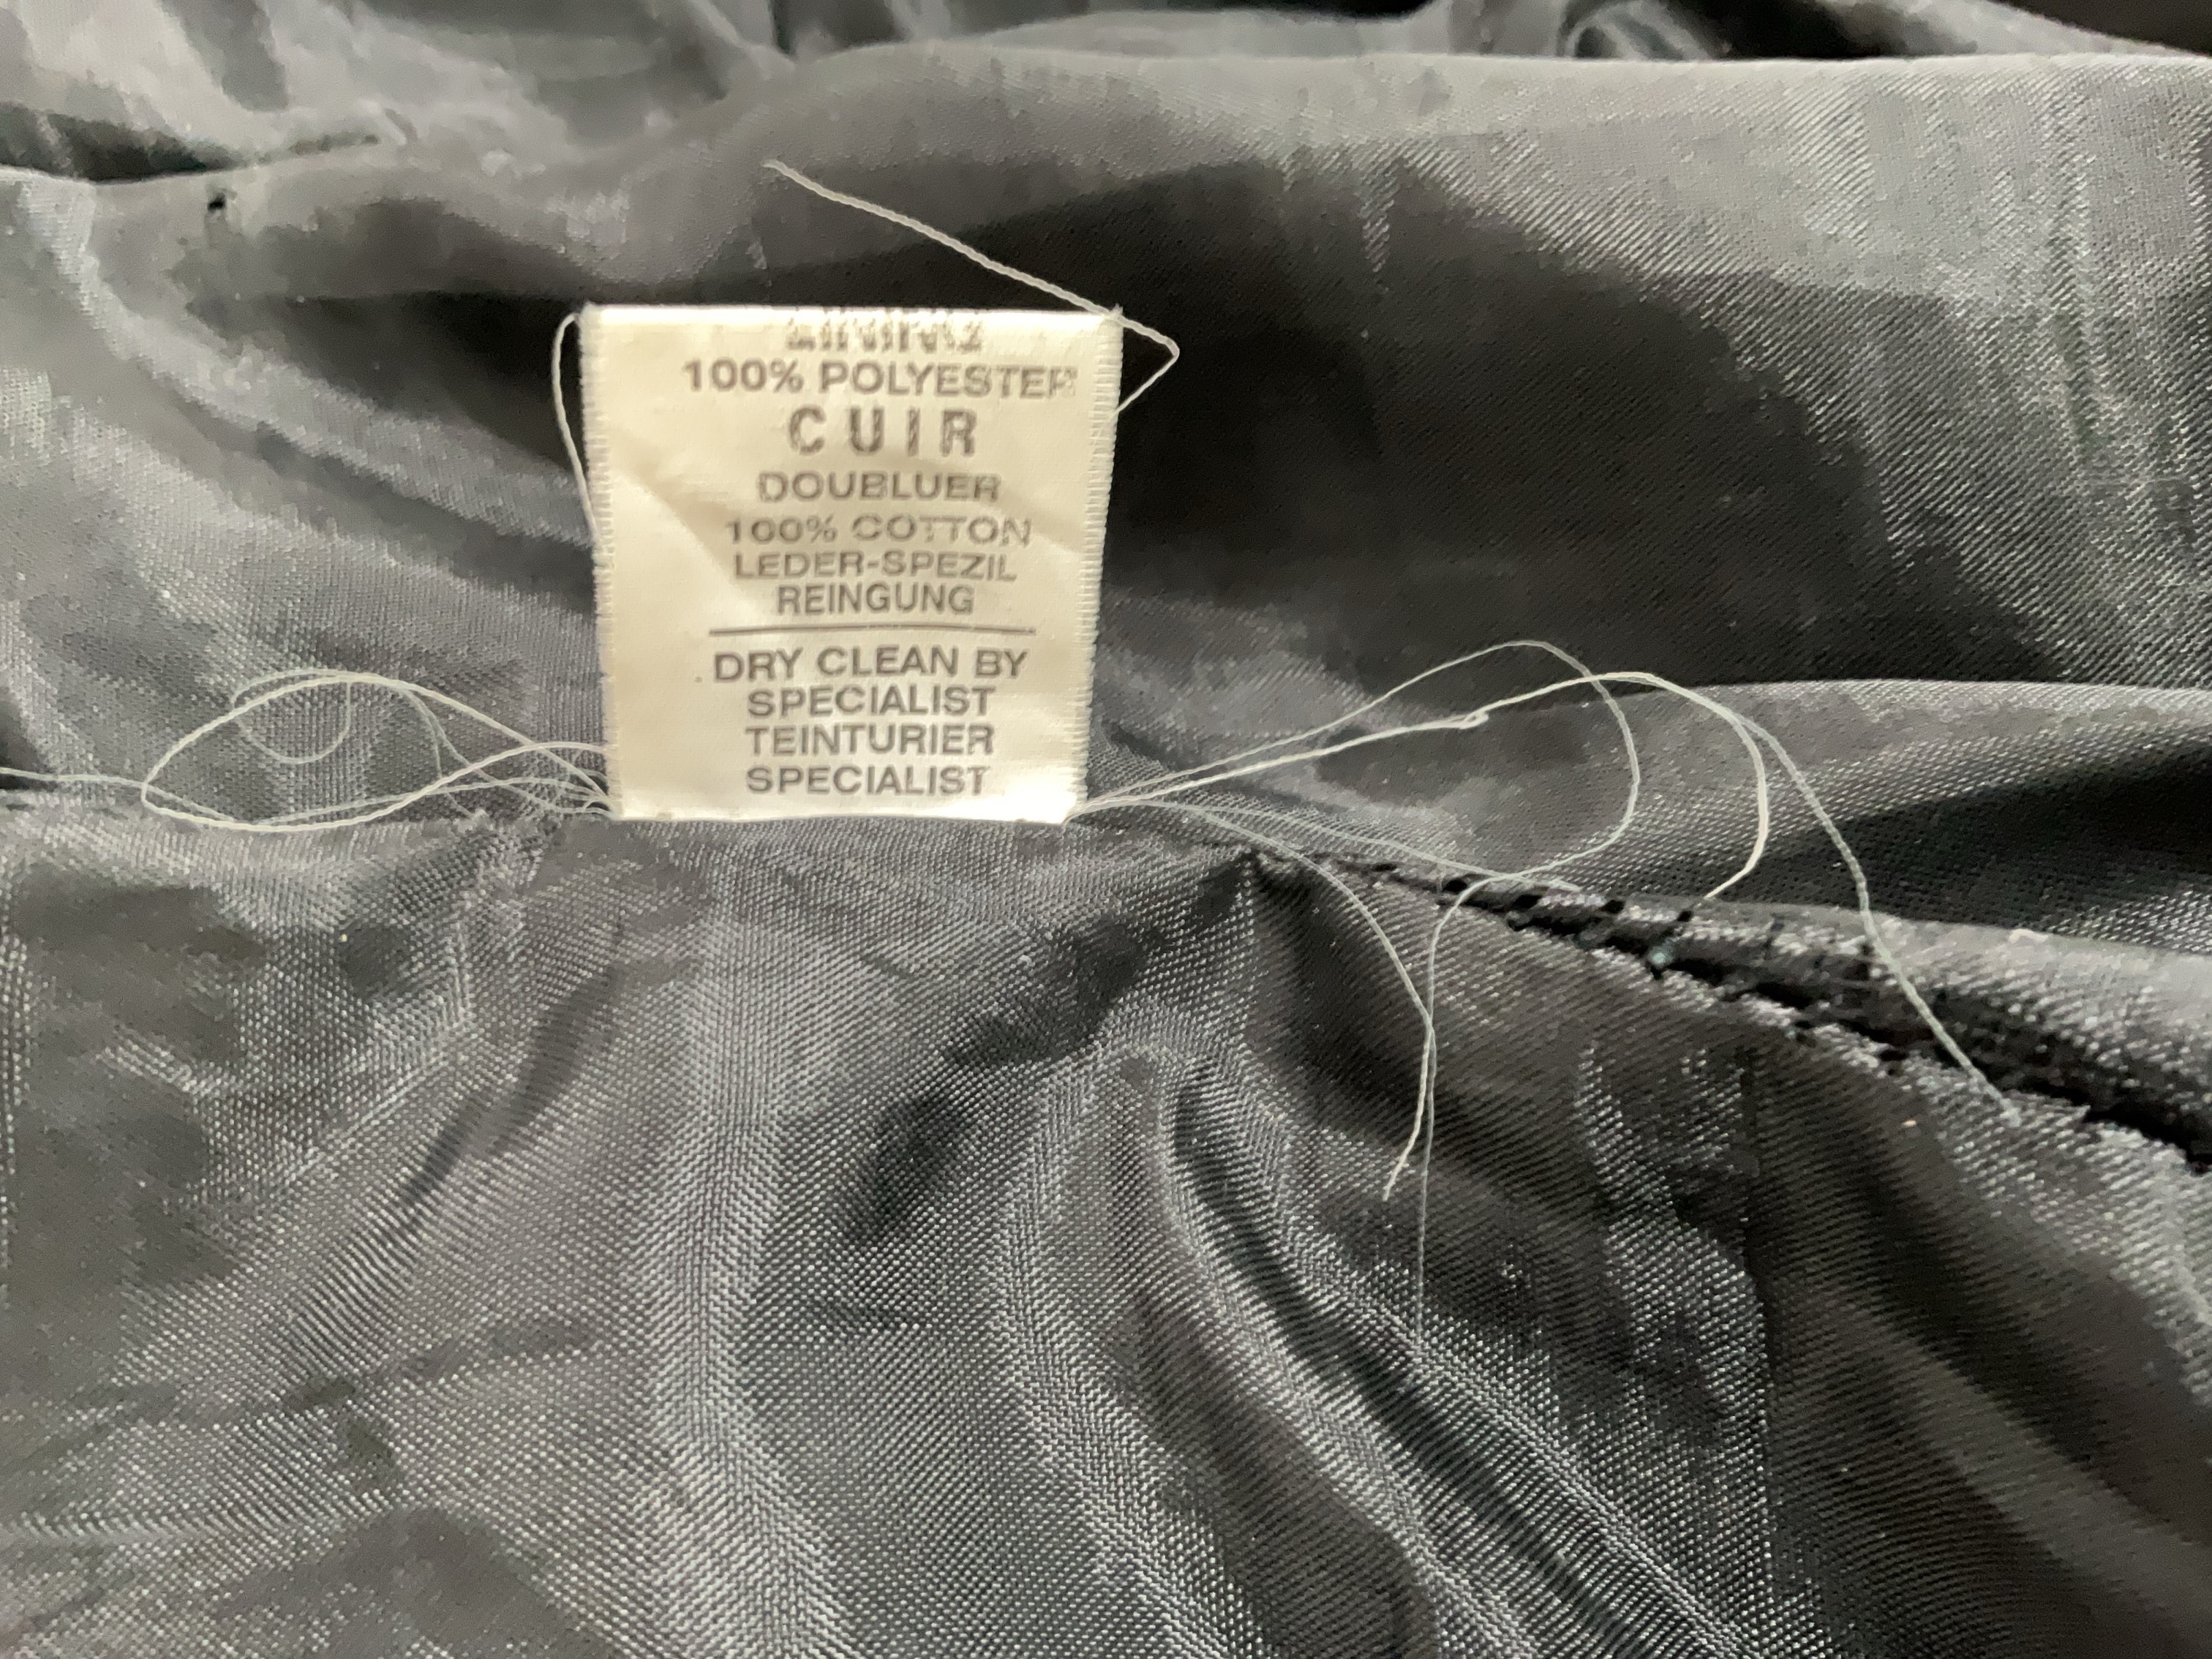 100% POLYESTER
CUIR
DOUBLUER
100% COTTON
LEDER-SPEZIL
REINGUNG
DRY CLEAN BY
SPECIALIST
TEINTURIER
SPECIALIST